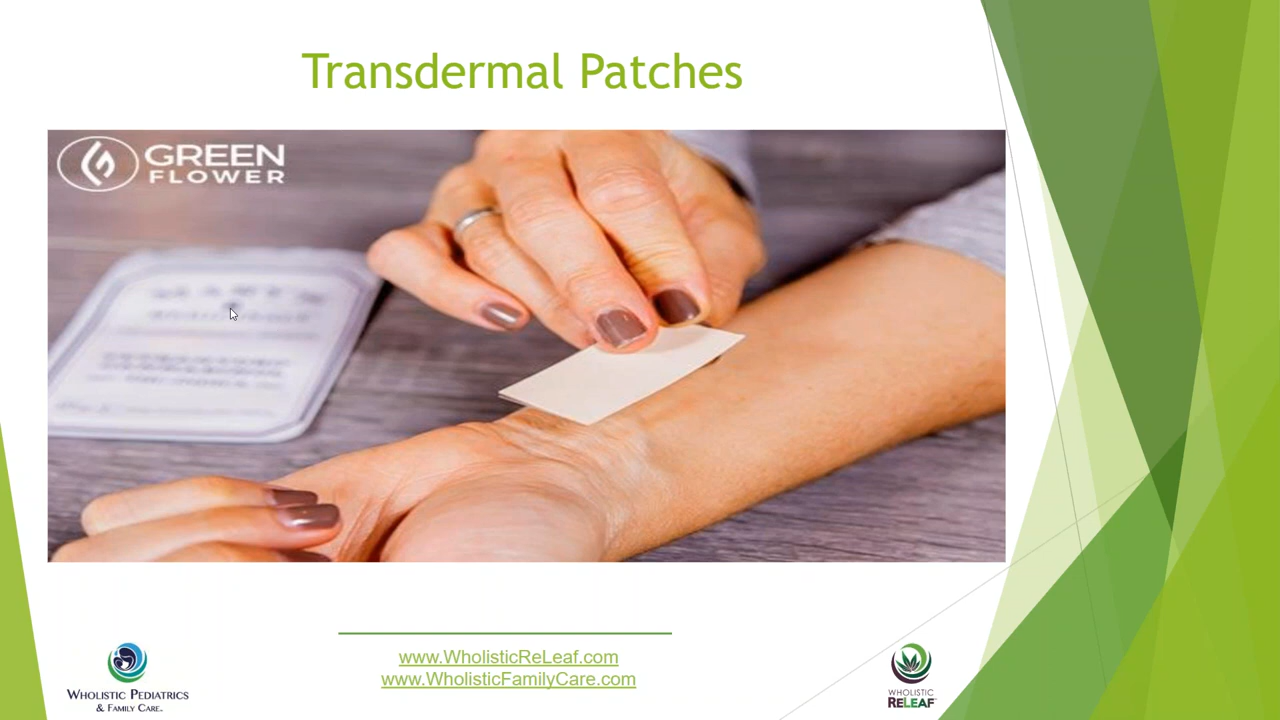 Transdermal Patches
GREEN
FLOWER
www.WholisticReLeaf.com
www.WholisticFamilyCare.com
WHOLISTIC PEDIATRICS
& FAMILY CARE.
WHOLISTIC
RELEAF